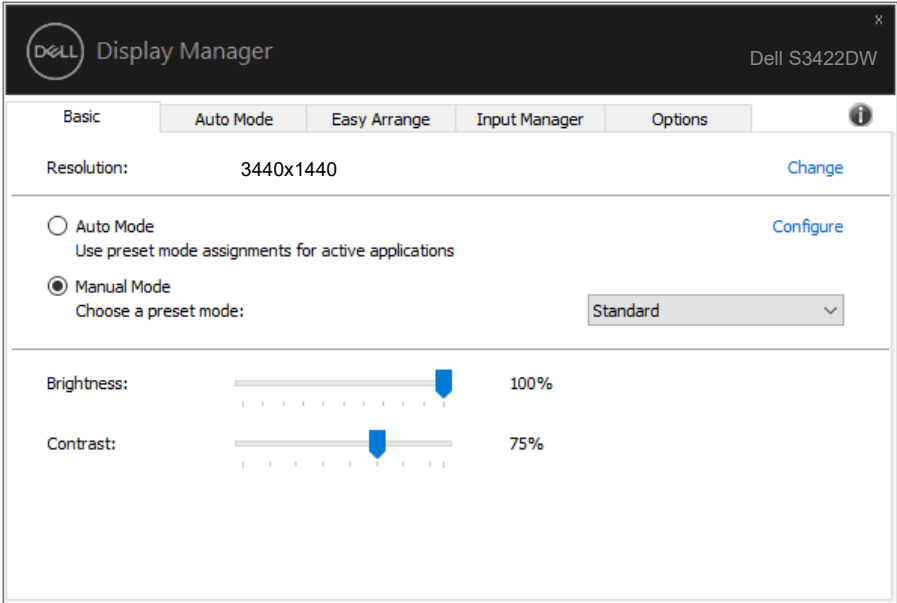 x
DELL Display Manager
Dell S3422DW
Basic Auto Mode Easy Arrange Input Manager Options
Resolution: 3440x1440 Change
Auto Mode Configure
Use preset mode assignments for active applications
Manual Mode
Choose a preset mode: Standard
Brightness: 100%
Contrast: 75%